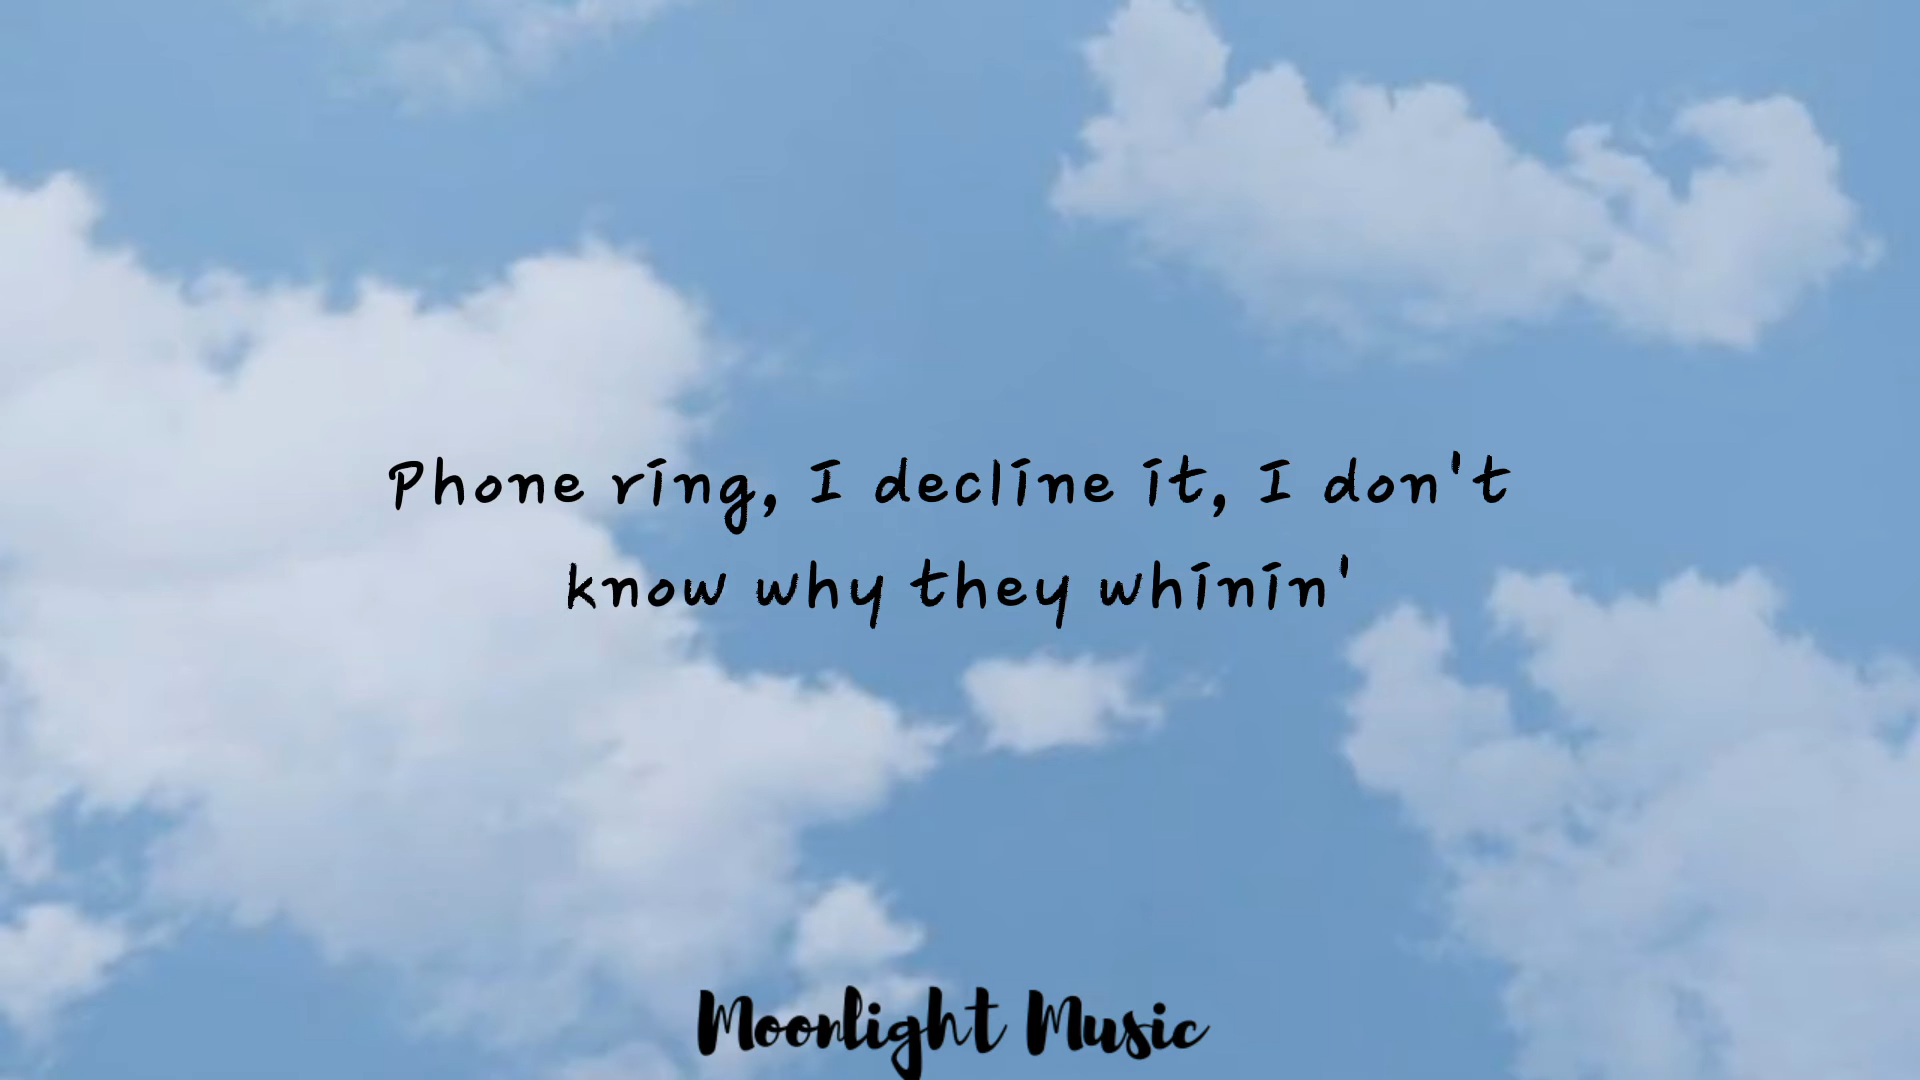 Phone ring, I decline it, I don't
know why they whinin'
Moonlight Music